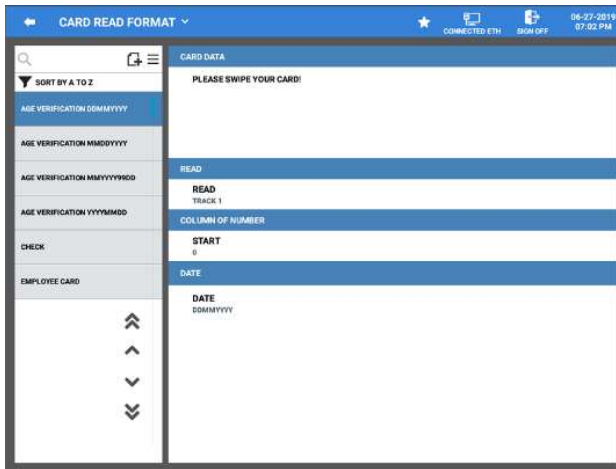 CARD READ FORMAT
CONNECTED ETH
SIGN OFF
06-27-2019
07:02 PM
SORT BY A TO Z
AGE VERIFICATION DDMMYYYY
AGE VERIFICATION MMDDYYYY
AGE VERIFICATION MMYYYY99DD
AGE VERIFICATION YYYYMMDD
CHECK
EMPLOYEE CARD
CARD DATA
PLEASE SWIPE YOUR CARD!
READ
READ
TRACK 1
COLUMN OF NUMBER
START
0
DATE
DATE
DDMMYYYY